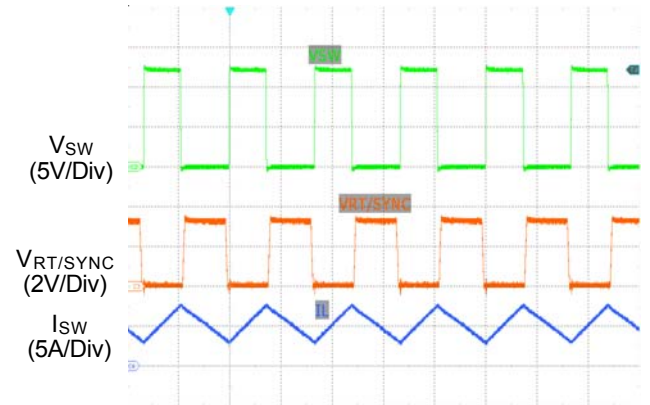 VSW
VSW
(5V/Div)
VRT/SYNC
VRT/SYNC
(2V/Div)
IL
ISW
(5A/Div)